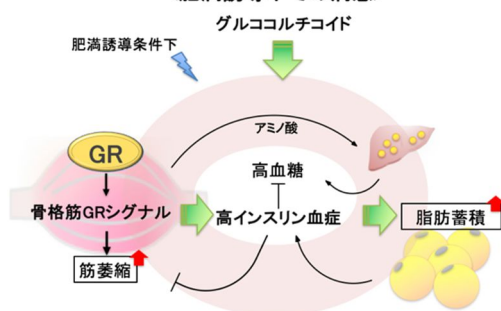 グルココルチコイド
肥満誘導条件下
アミノ酸
GR
高血糖
骨格筋GRシグナル
高インスリン血症
脂肪蓄積
筋萎縮